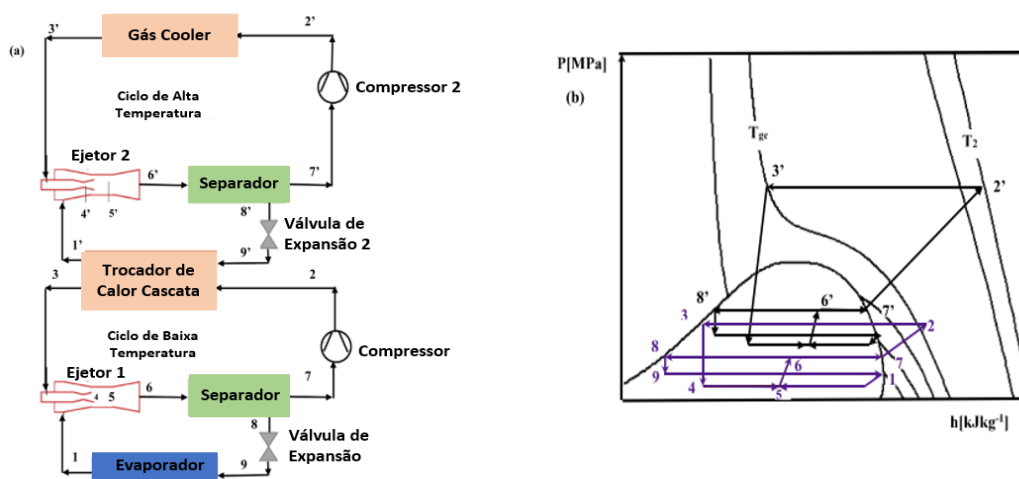 (a)
3'
Gás Cooler
2'
Compressor 2
Ciclo de Alta
Temperatura
Ejetor 2
6'
Separador
7'
4'
5'
8'
Válvula de
Expansão 2
1'
9'
3
Trocador de
Calor Cascata
2
Ciclo de Baixa
Temperatura
Compressor
Ejetor 1
6
Separador
7
4
5
8
Válvula de
Expansão
1
Evaporador
9
P[MPa]
(b)
Tgc
T2
3'
2'
8'
6'
7'
3
2
8
6
7
9
4
5
1
h[kJkg⁻¹]